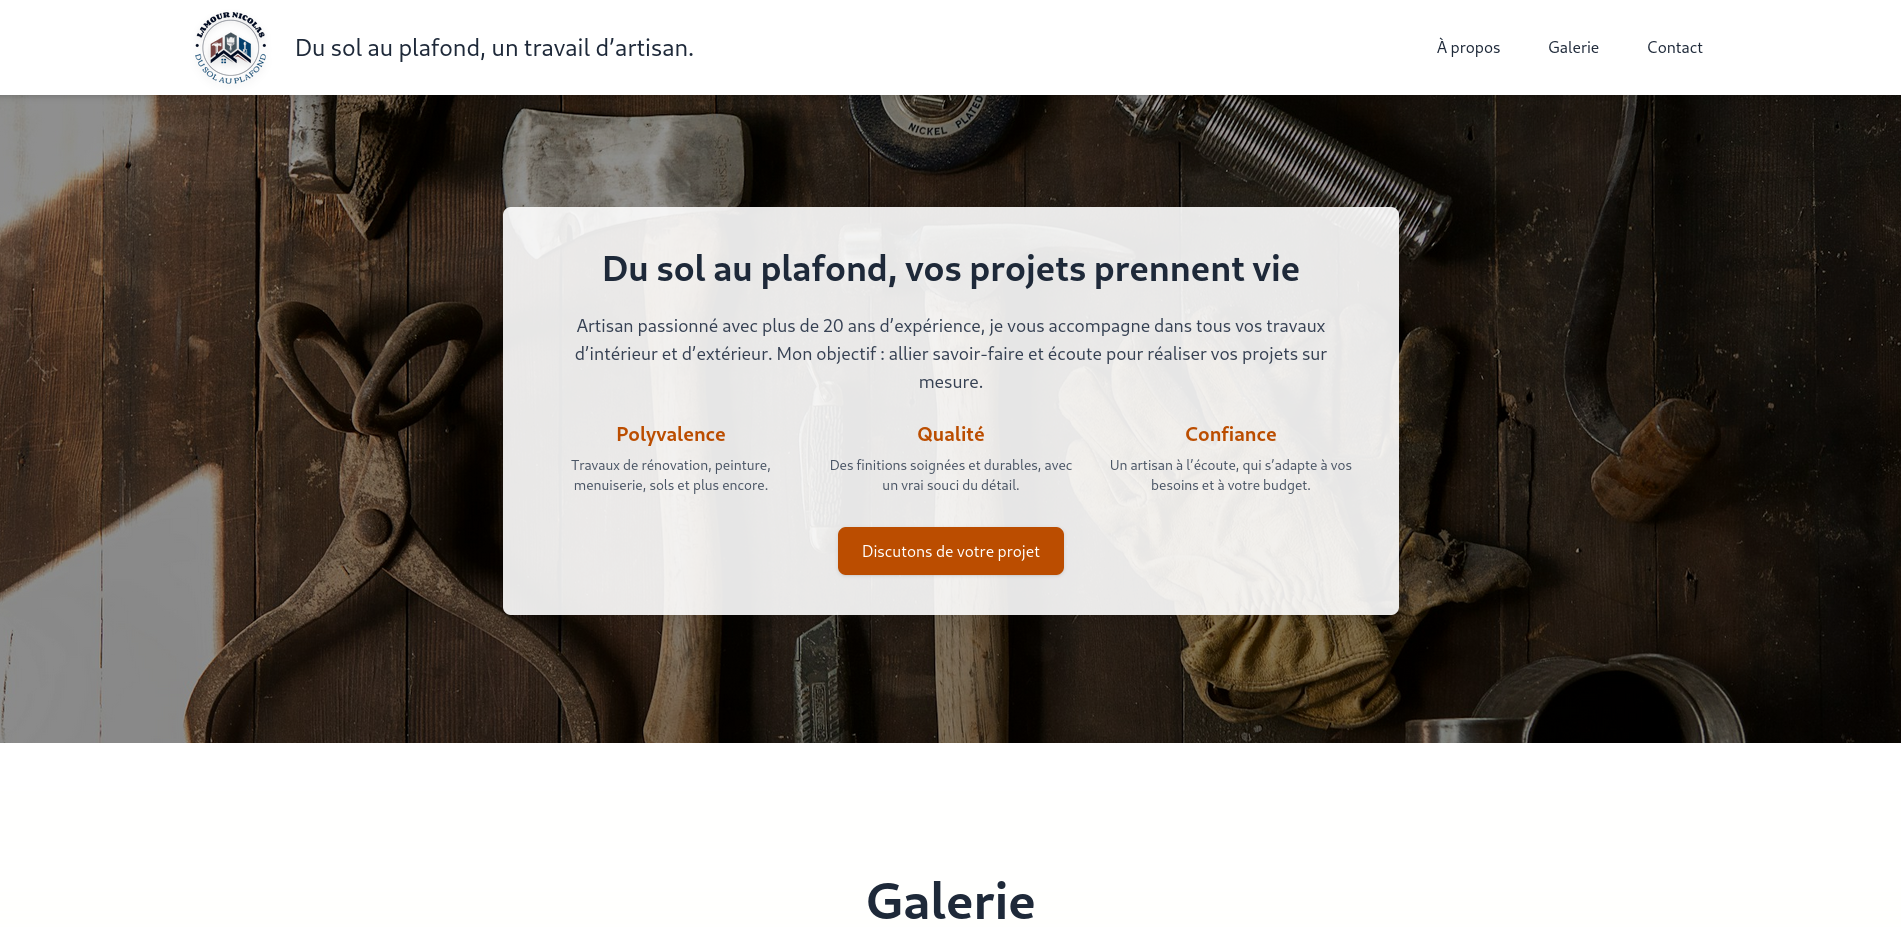 LAMOUR NICOLAS
DU SOL AU PLAFOND
Du sol au plafond, un travail d’artisan.
À propos
Galerie
Contact
NICKEL PLATED
Du sol au plafond, vos projets prennent vie
Artisan passionné avec plus de 20 ans d’expérience, je vous accompagne dans tous vos travaux
d’intérieur et d’extérieur. Mon objectif : allier savoir-faire et écoute pour réaliser vos projets sur
mesure.
Polyvalence
Travaux de rénovation, peinture,
menuiserie, sols et plus encore.
Qualité
Des finitions soignées et durables, avec
un vrai souci du détail.
Confiance
Un artisan à l’écoute, qui s’adapte à vos
besoins et à votre budget.
Discutons de votre projet
Galerie